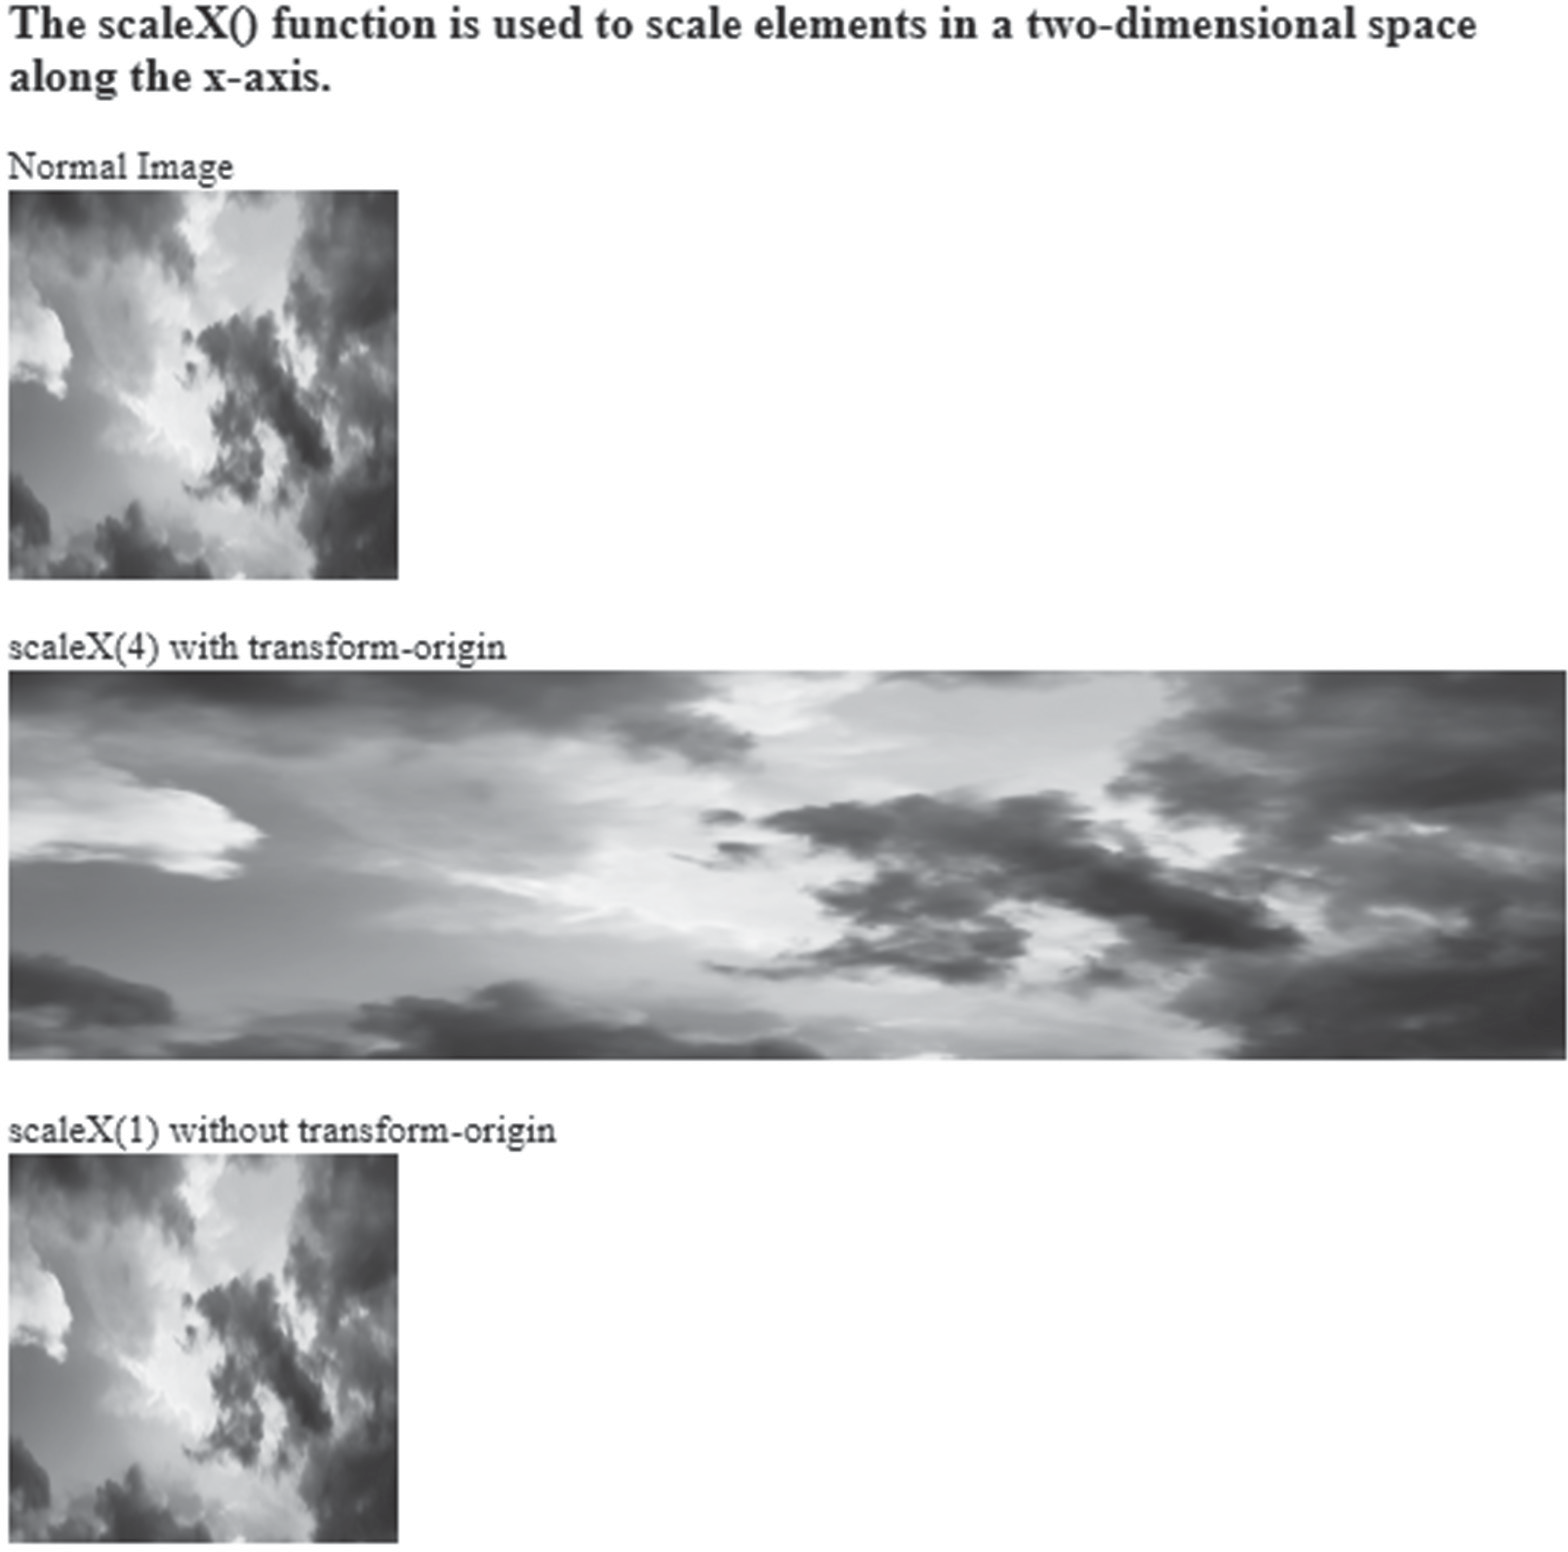 The scaleX() function is used to scale elements in a two-dimensional space
along the x-axis.
Normal Image
scaleX(4) with transform-origin
scaleX(1) without transform-origin